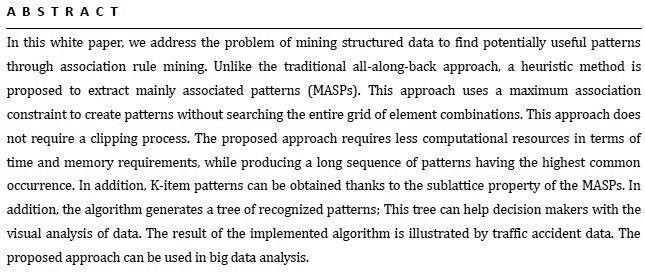 A B S T R A C T
In this white paper, we address the problem of mining structured data to find potentially useful patterns
through association rule mining. Unlike the traditional all-along-back approach, a heuristic method is
proposed to extract mainly associated patterns (MASPs). This approach uses a maximum association
constraint to create patterns without searching the entire grid of element combinations. This approach does
not require a clipping process. The proposed approach requires less computational resources in terms of
time and memory requirements, while producing a long sequence of patterns having the highest common
occurrence. In addition, K-item patterns can be obtained thanks to the sublattice property of the MASPs. In
addition, the algorithm generates a tree of recognized patterns; This tree can help decision makers with the
visual analysis of data. The result of the implemented algorithm is illustrated by traffic accident data. The
proposed approach can be used in big data analysis.